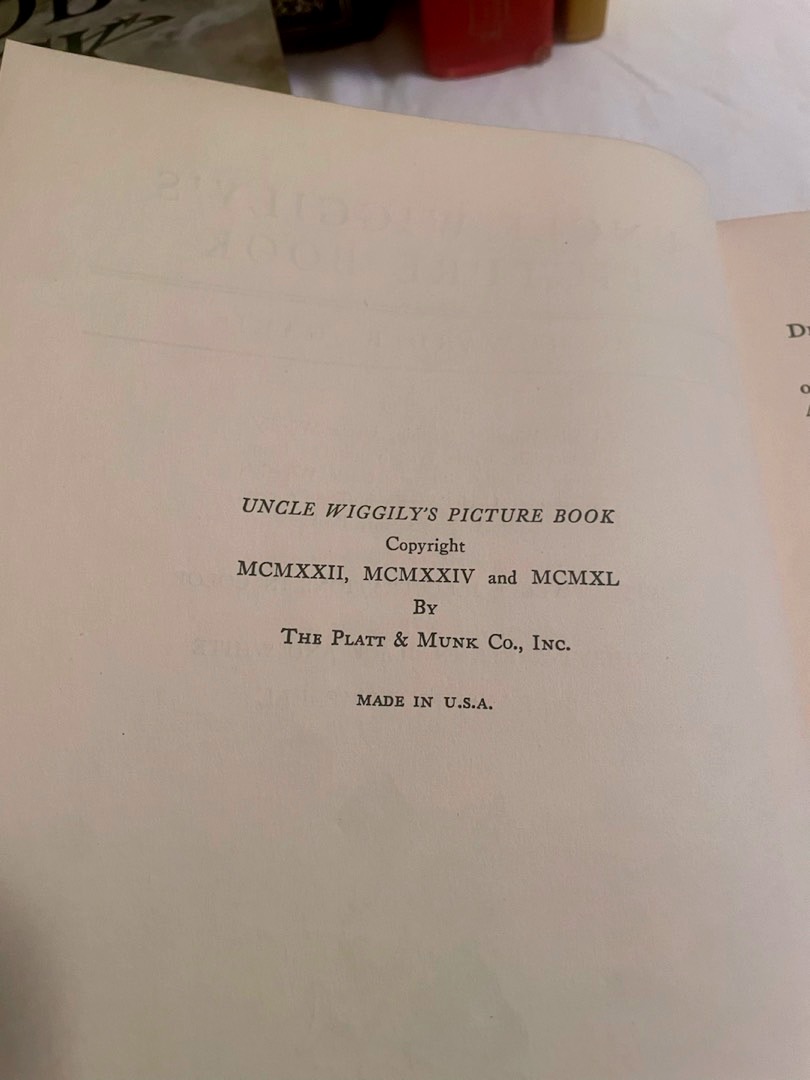 UNCLE WIGGILY'S PICTURE BOOK
Copyright
MCMXXII, MCMXXIV and MCMXL
By
THE PLATT & MUNK CO., INC.
MADE IN U.S.A.